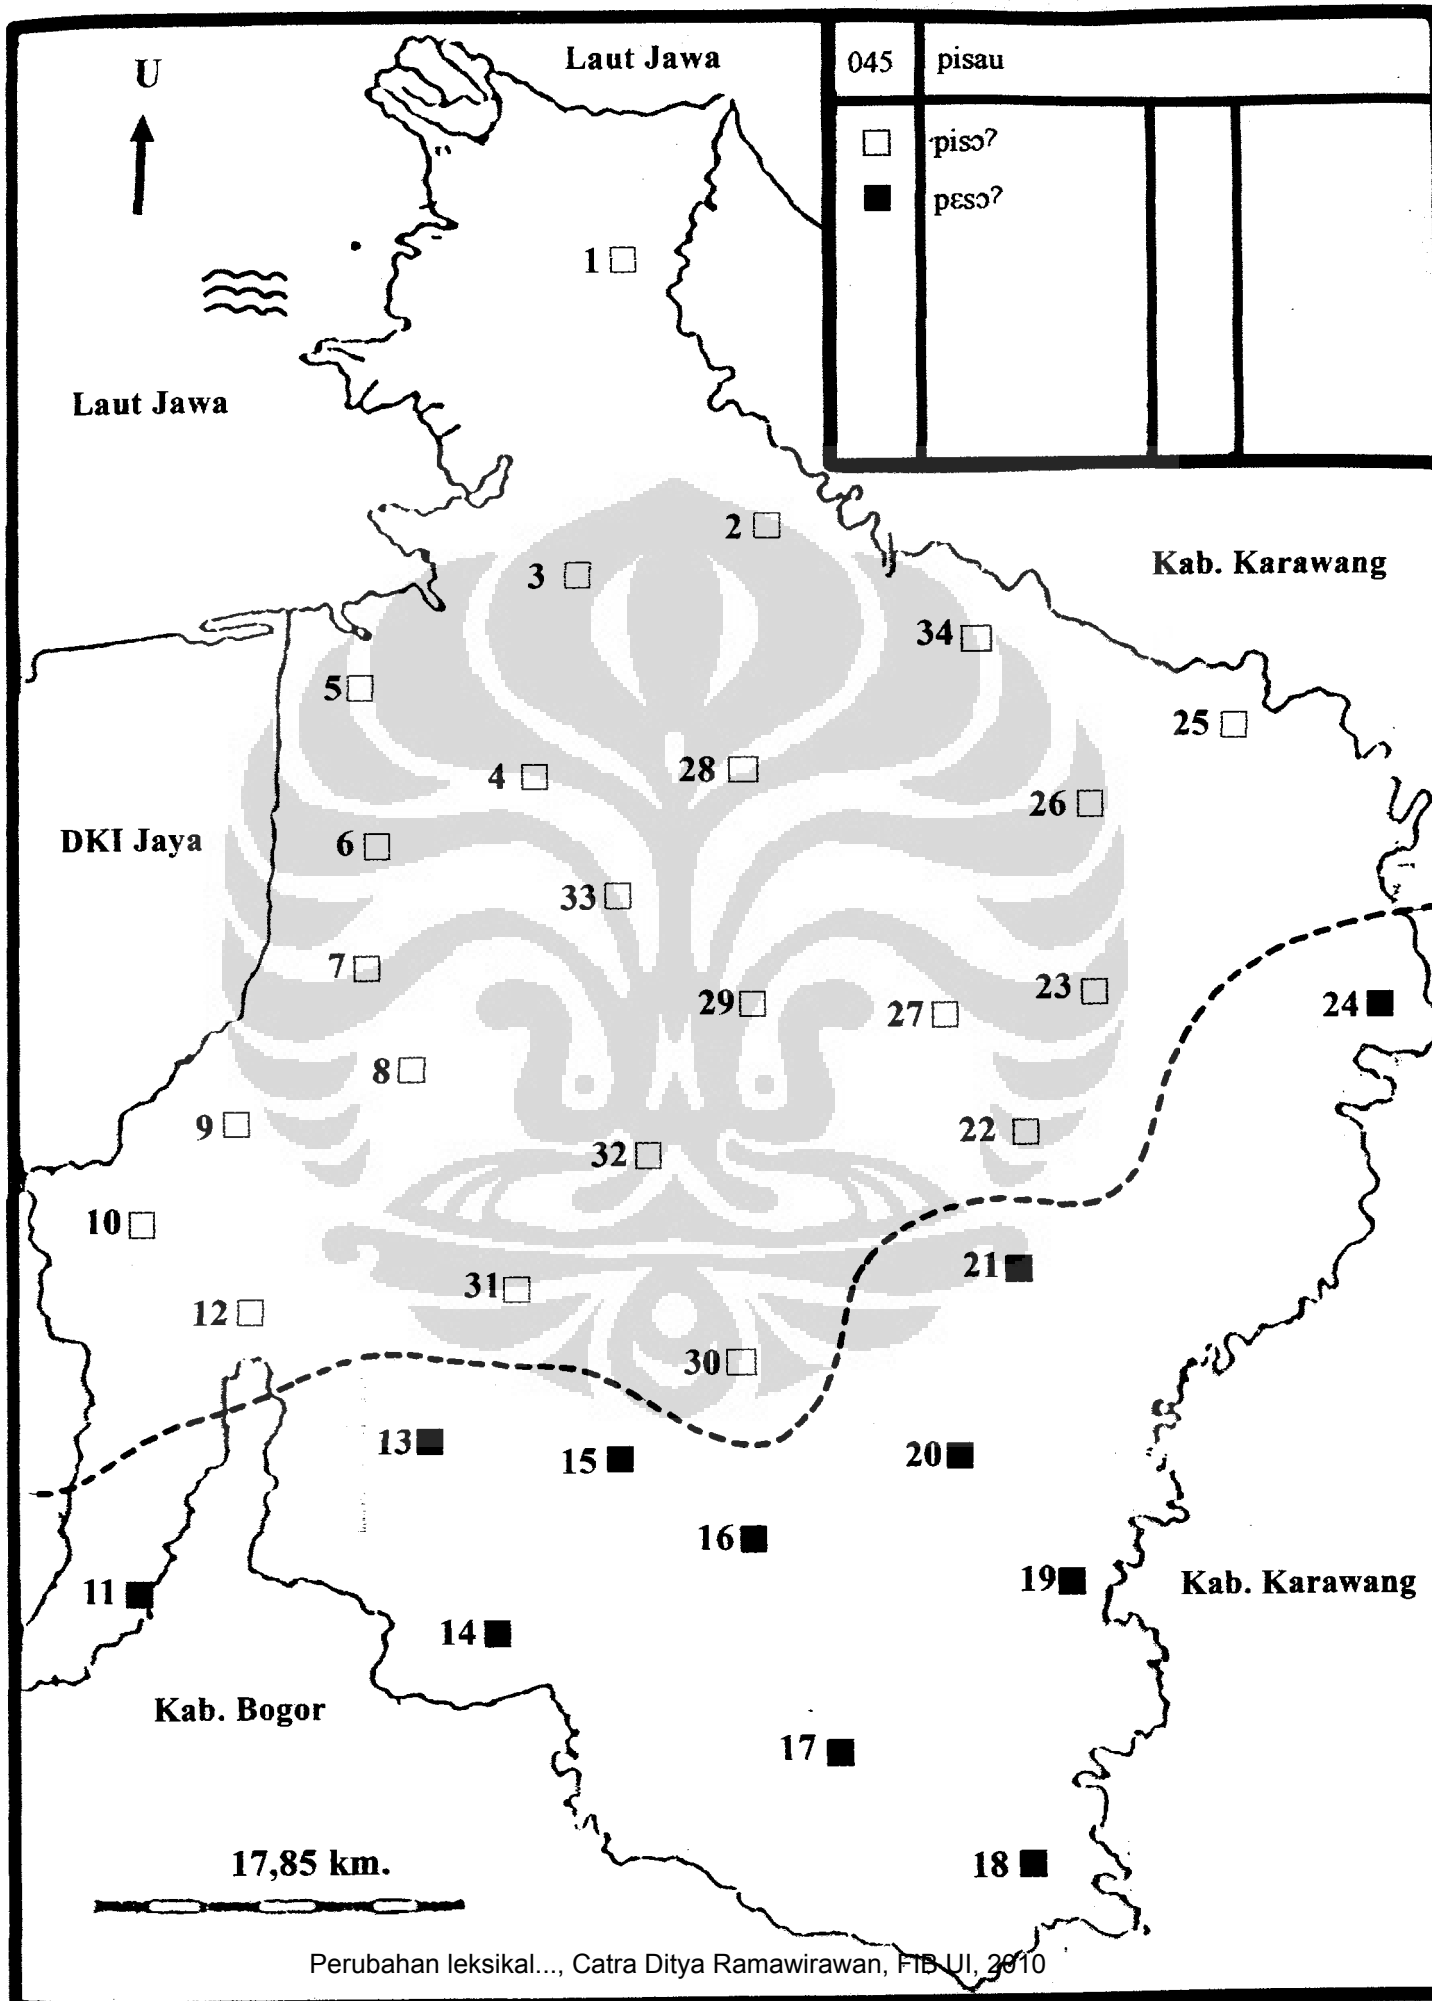 U
Laut Jawa
045 pisau
pisɔʔ
pɛsɔʔ
1
Laut Jawa
2
Kab. Karawang
3
34
5
25
4
28
26
DKI Jaya
6
33
7
23
29
27
24
8
9
22
32
10
21
31
12
30
13
15
20
16
11
19
Kab. Karawang
14
Kab. Bogor
17
17,85 km.
18
Perubahan leksikal..., Catra Ditya Ramawirawan, FIB UI, 2010